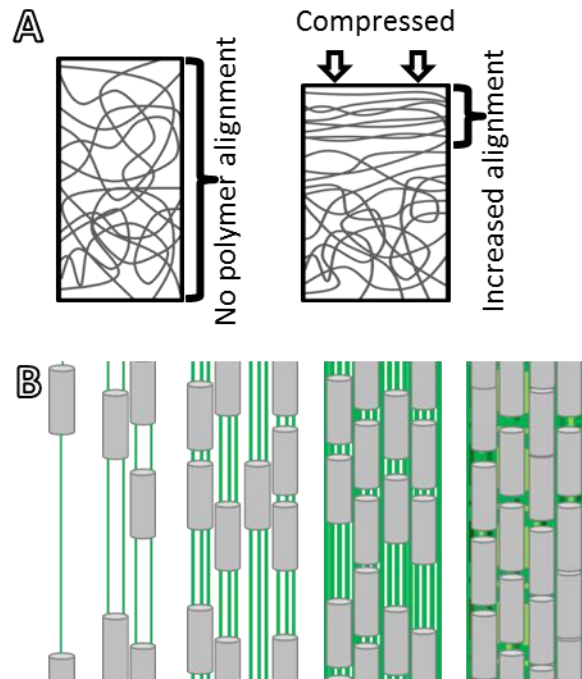 A
Compressed
No polymer alignment
Increased alignment
B